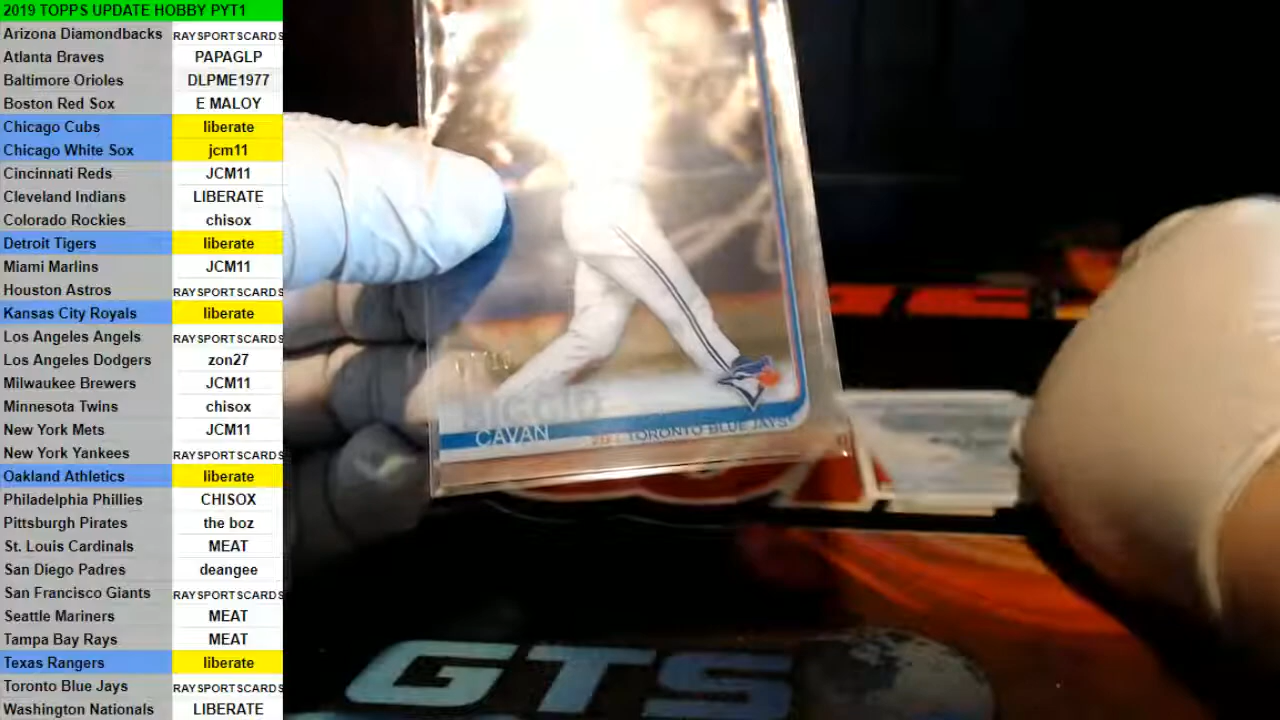 2019 TOPPS UPDATE HOBBY PYT1
Arizona Diamondbacks RAYSPORTSCARDS
Atlanta Braves PAPAGLP
Baltimore Orioles DLPME1977
Boston Red Sox E MALOY
Chicago Cubs liberate
Chicago White Sox jcm11
Cincinnati Reds JCM11
Cleveland Indians LIBERATE
Colorado Rockies chisox
Detroit Tigers liberate
Miami Marlins JCM11
Houston Astros RAYSPORTSCARDS
Kansas City Royals liberate
Los Angeles Angels RAYSPORTSCARDS
Los Angeles Dodgers zon27
Milwaukee Brewers JCM11
Minnesota Twins chisox
New York Mets JCM11
New York Yankees RAYSPORTSCARDS
Oakland Athletics liberate
Philadelphia Phillies CHISOX
Pittsburgh Pirates the boz
St. Louis Cardinals MEAT
San Diego Padres deangee
San Francisco Giants RAYSPORTSCARDS
Seattle Mariners MEAT
Tampa Bay Rays MEAT
Texas Rangers liberate
Toronto Blue Jays RAYSPORTSCARDS
Washington Nationals LIBERATE
BIGGIO
CAVAN
TORONTO BLUE JAYS
GTS